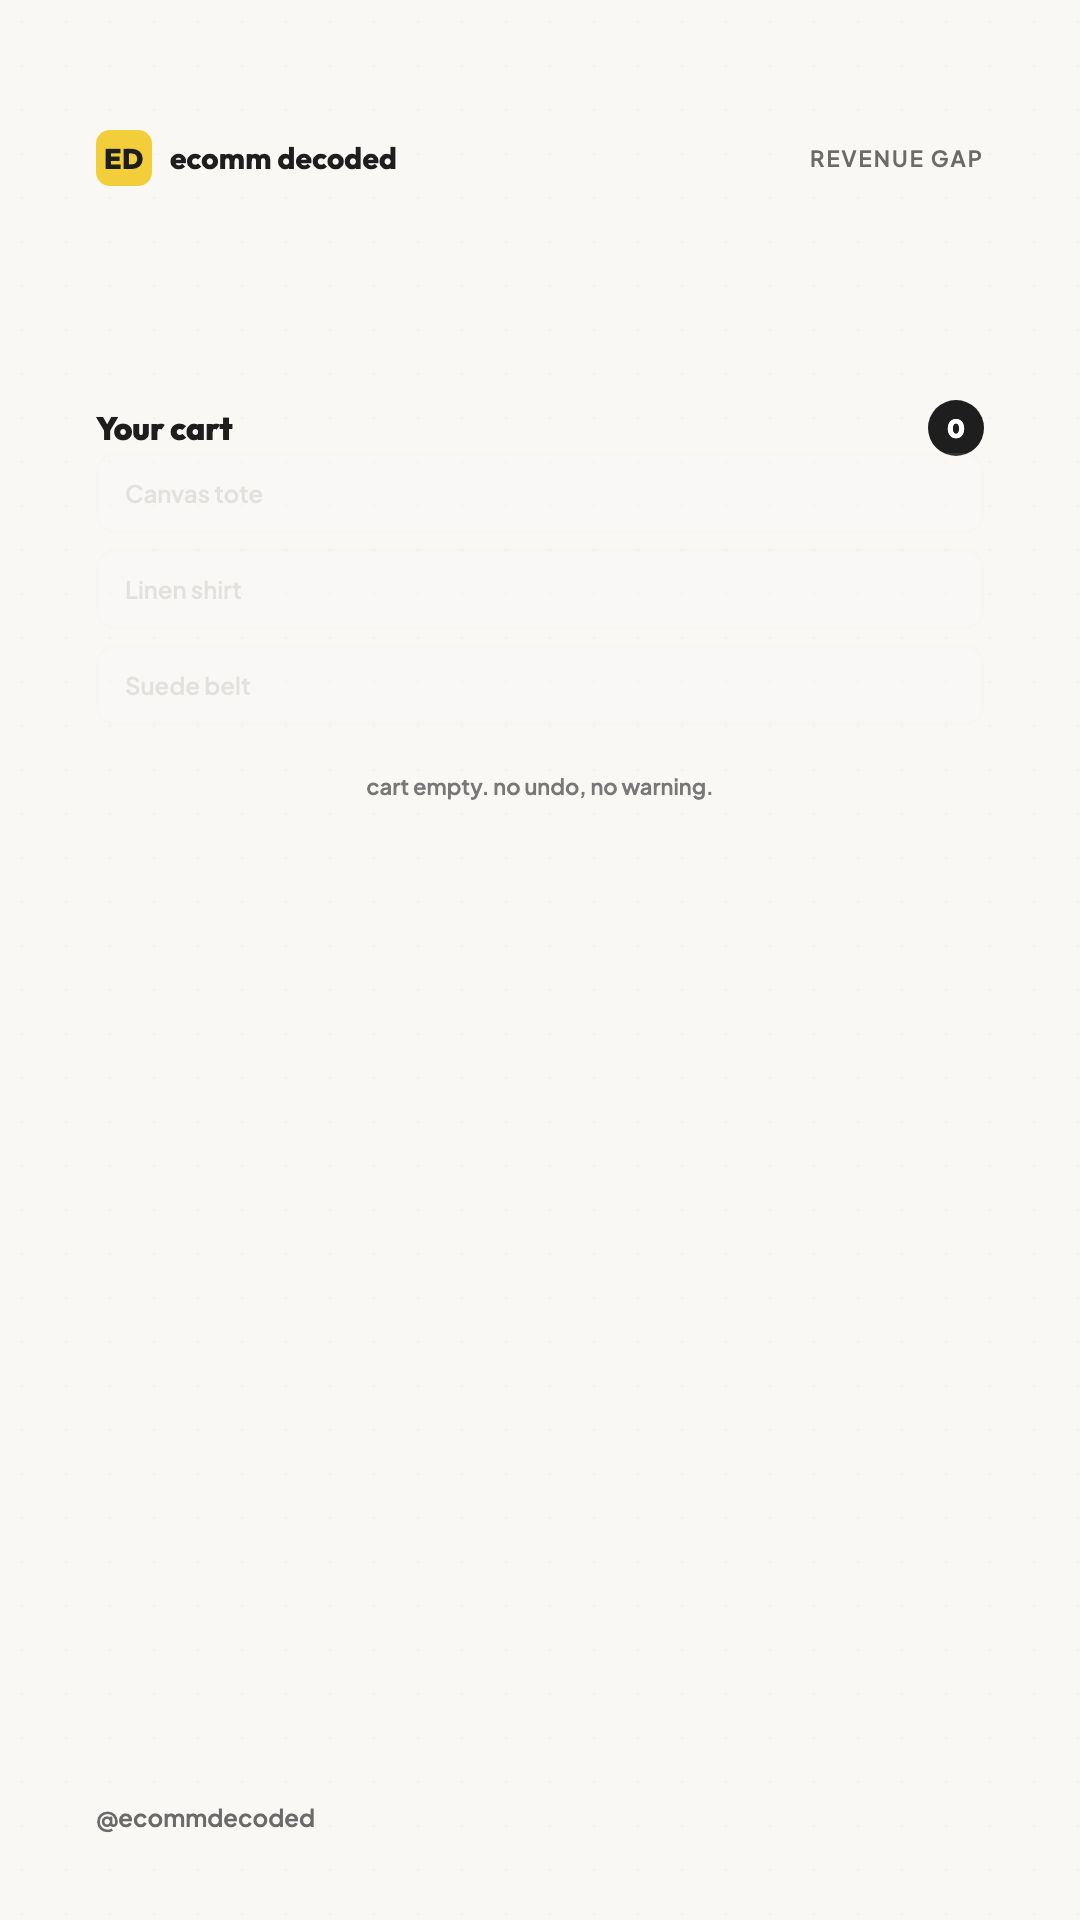 ED ecomm decoded REVENUE GAP
Your cart 0
Canvas tote
Linen shirt
Suede belt
cart empty. no undo, no warning.
@ecommdecoded